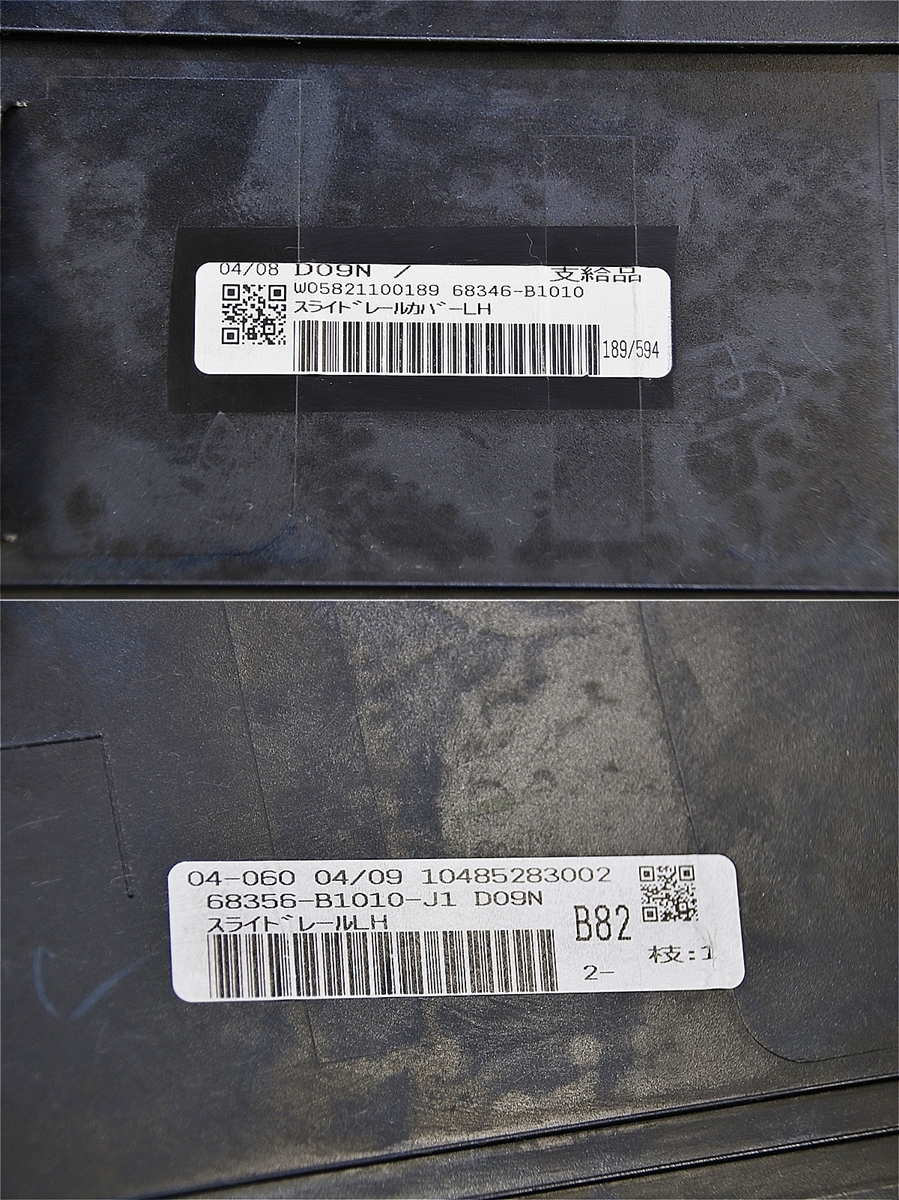 04/08 D09N / 支給品
W05821100189 68346-B1010
スライドレールカバーLH
189/594
04-060 04/09 10485283002
68356-B1010-J1 D09N
スライドレールLH
B82
2- 枝:1